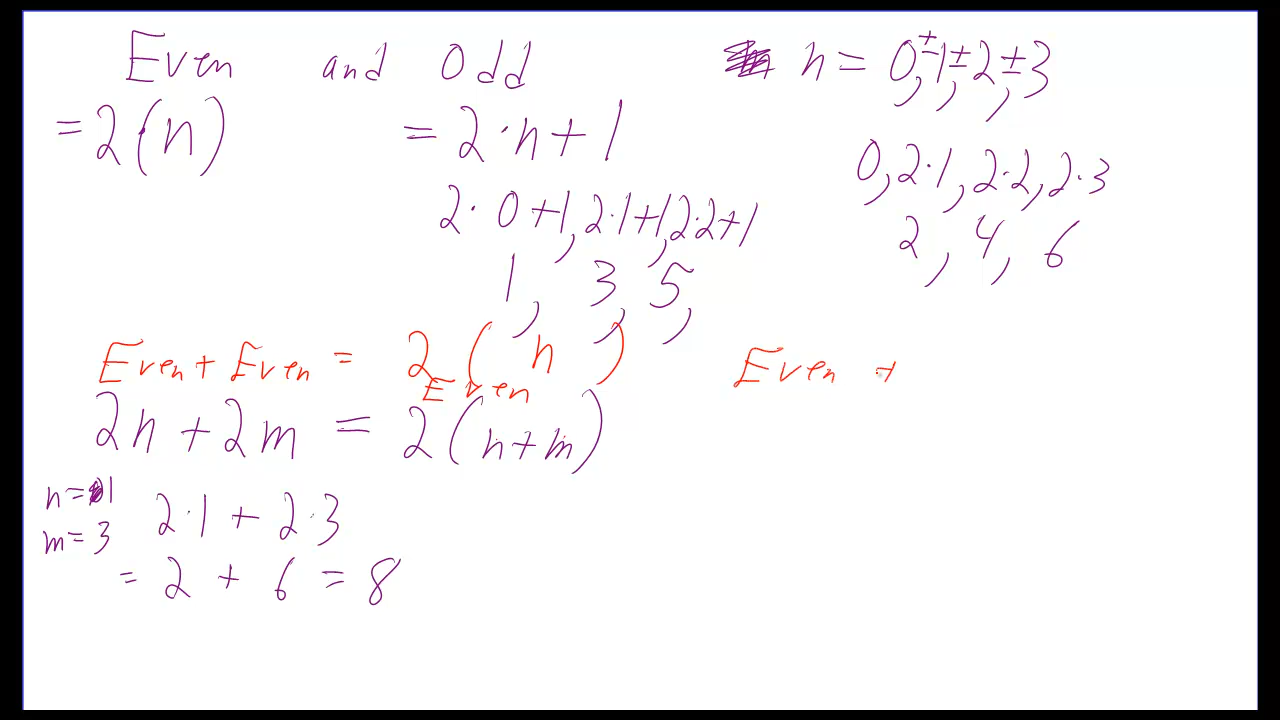 Even and Odd
n = 0, ±1, ±2, ±3
= 2(n)
= 2·n + 1
0, 2·1, 2·2, 2·3
2·0+1, 2·1+1, 2·2+1
2, 4, 6
1, 3, 5,
Even + Even = 2(n)
Even
Even +
2n + 2m = 2(n+m)
n=1
m=3
2·1 + 2·3
= 2 + 6 = 8